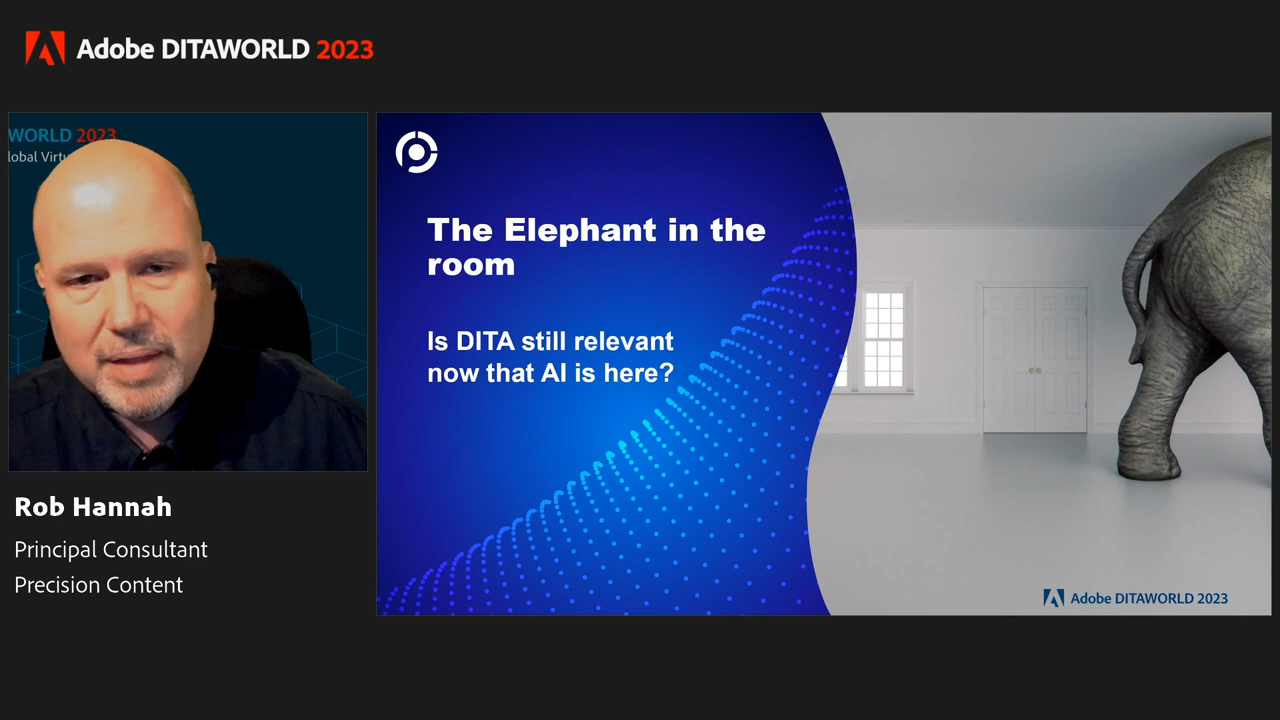 Adobe DITAWORLD 2023
WORLD 2023
lobal Virtu
The Elephant in the
room
Is DITA still relevant
now that AI is here?
Adobe DITAWORLD 2023
Rob Hannah
Principal Consultant
Precision Content